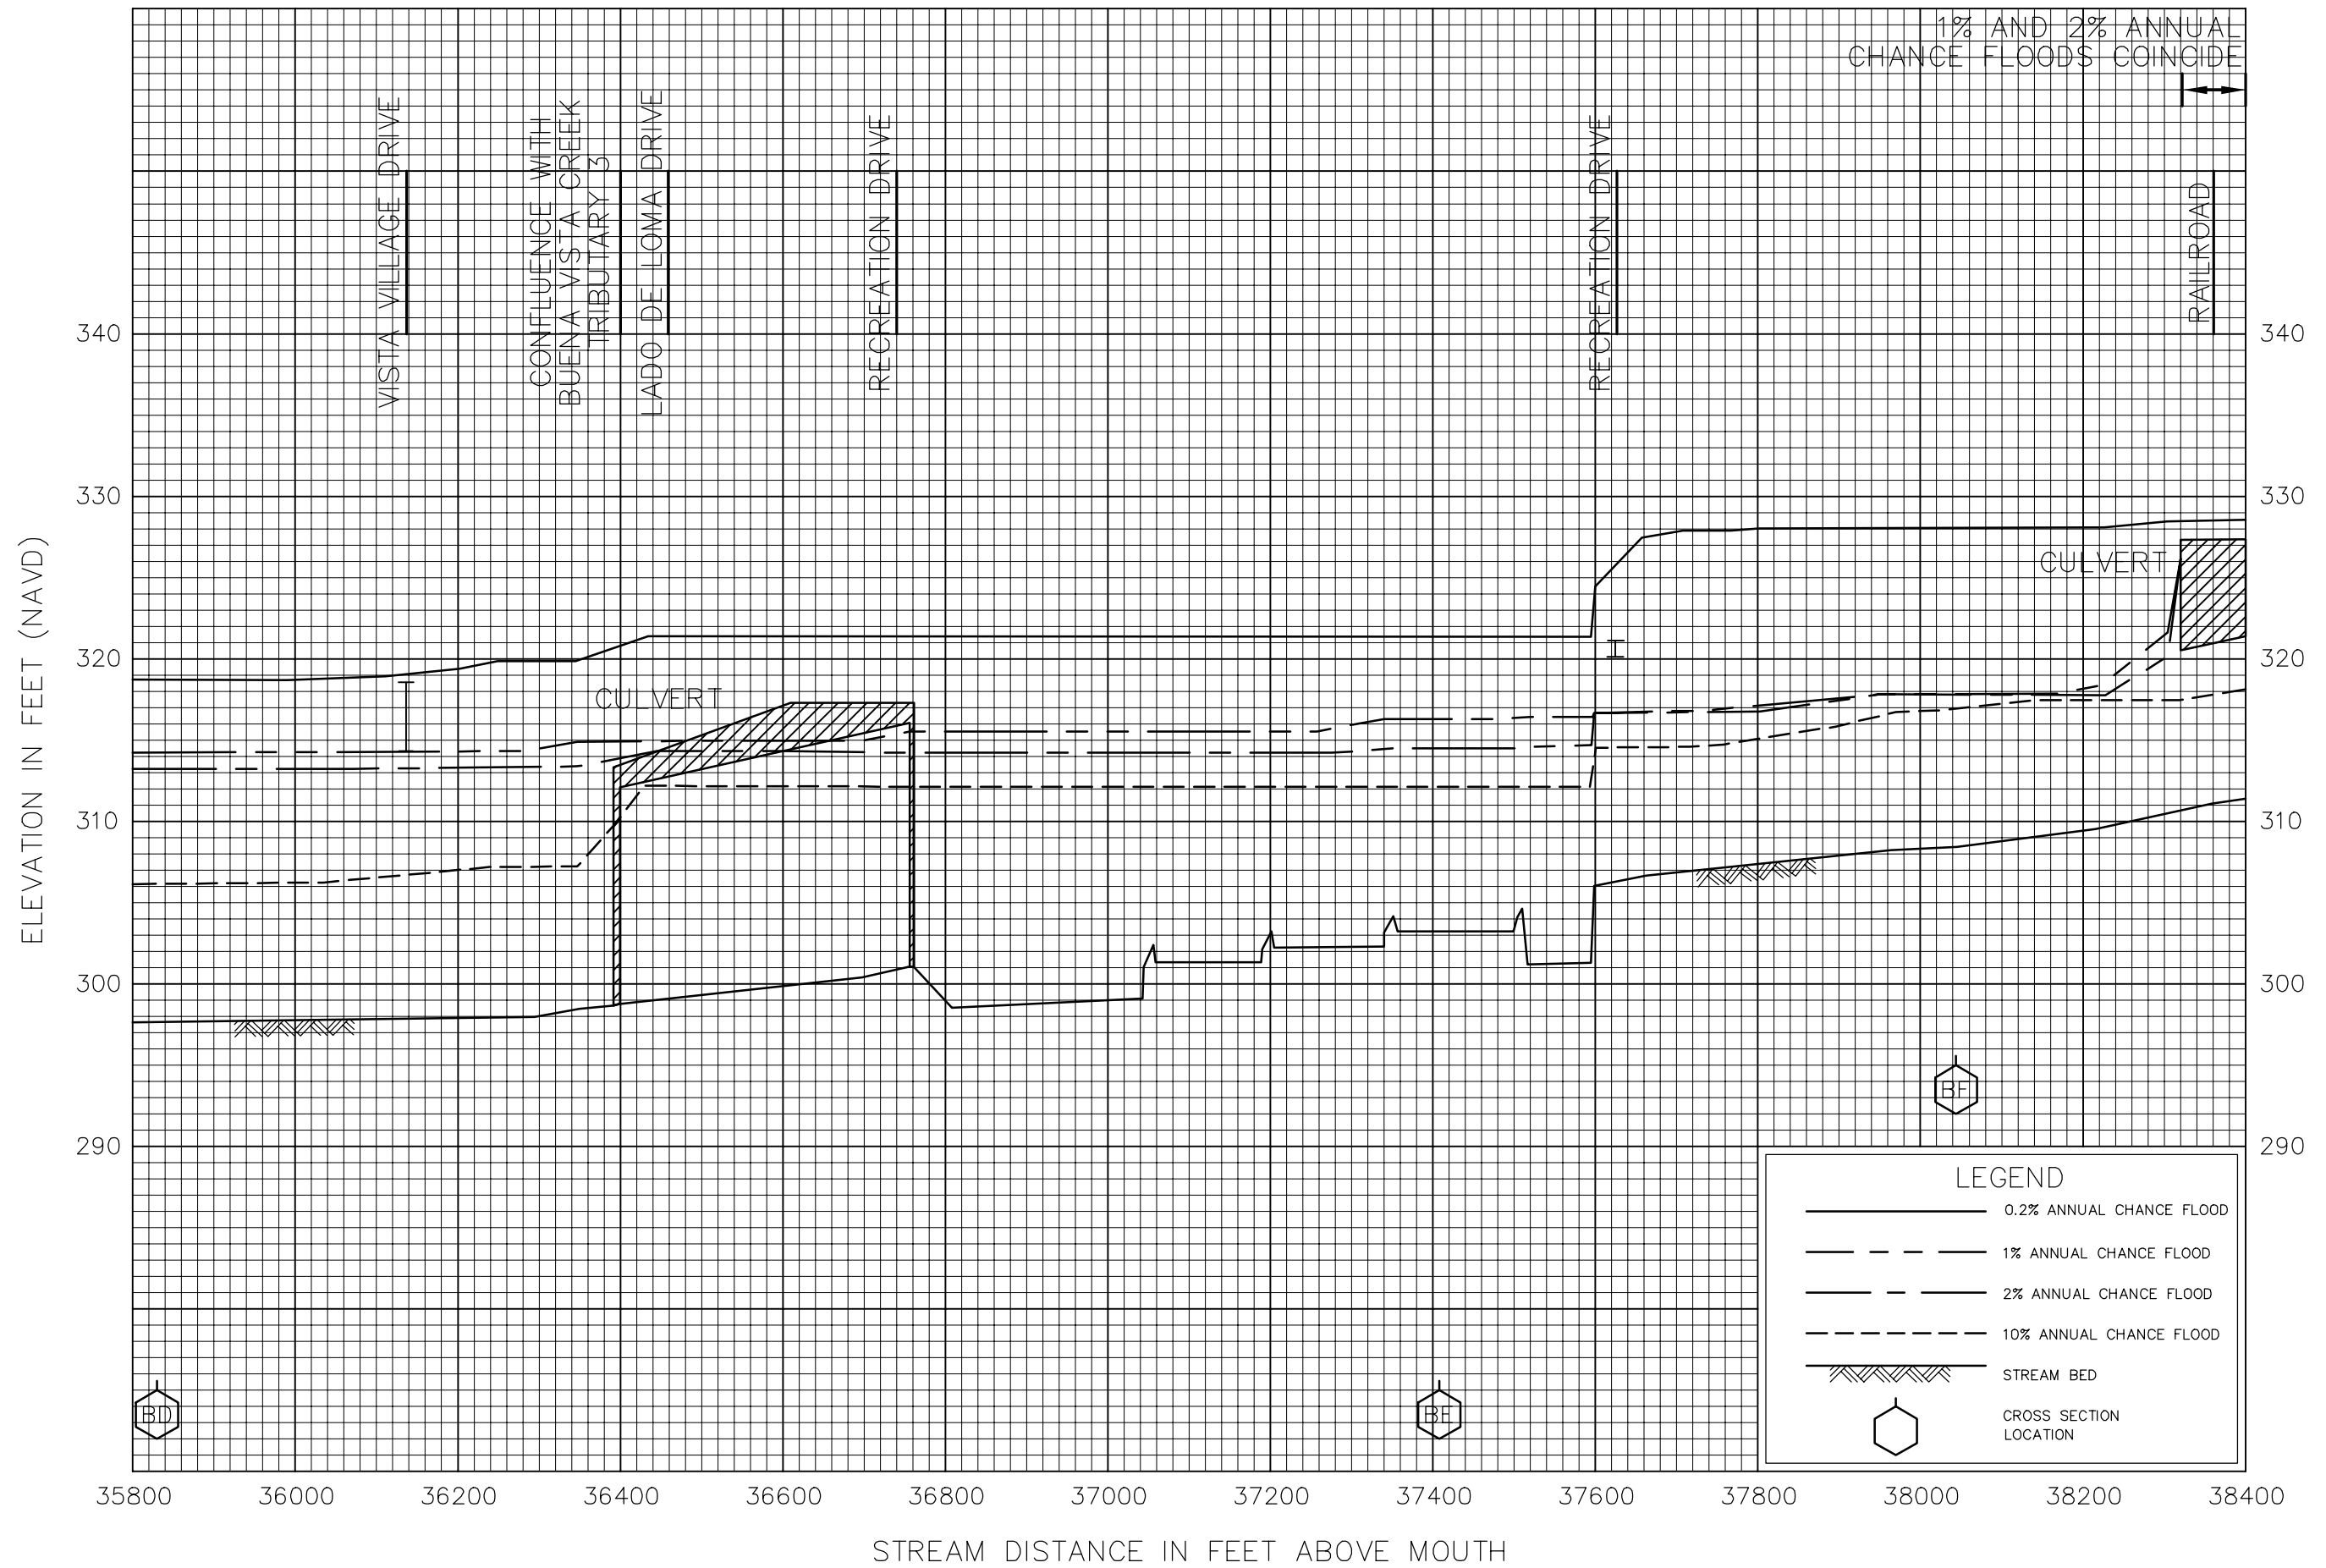 1% AND 2% ANNUAL
CHANCE FLOODS COINCIDE
VISTA VILLAGE DRIVE
CONFLUENCE WITH
BUENA VISTA CREEK
TRIBUTARY 3
LADO DE LOMA DRIVE
RECREATION DRIVE
RECREATION DRIVE
RAILROAD
340
340
330
330
CULVERT
320
320
CULVERT
310
310
300
300
290
290
ELEVATION IN FEET (NAVD)
BF
BD
BE
LEGEND
0.2% ANNUAL CHANCE FLOOD
1% ANNUAL CHANCE FLOOD
2% ANNUAL CHANCE FLOOD
10% ANNUAL CHANCE FLOOD
STREAM BED
CROSS SECTION
LOCATION
35800 36000 36200 36400 36600 36800 37000 37200 37400 37600 37800 38000 38200 38400
STREAM DISTANCE IN FEET ABOVE MOUTH